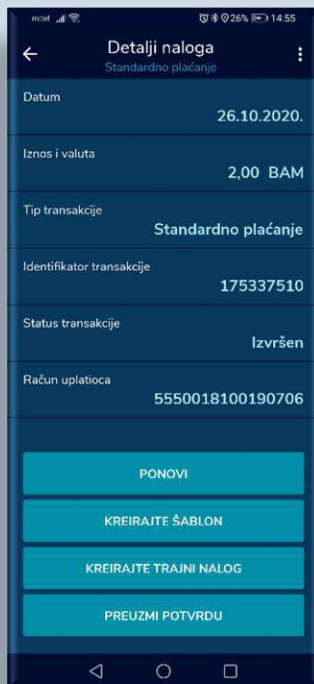 m:tel 26% 14:55
Detalji naloga
Standardno plaćanje
Datum
26.10.2020.
Iznos i valuta
2,00 BAM
Tip transakcije
Standardno plaćanje
Identifikator transakcije
175337510
Status transakcije
Izvršen
Račun uplatioca
5550018100190706
PONOVI
KREIRAJTE ŠABLON
KREIRAJTE TRAJNI NALOG
PREUZMI POTVRDU